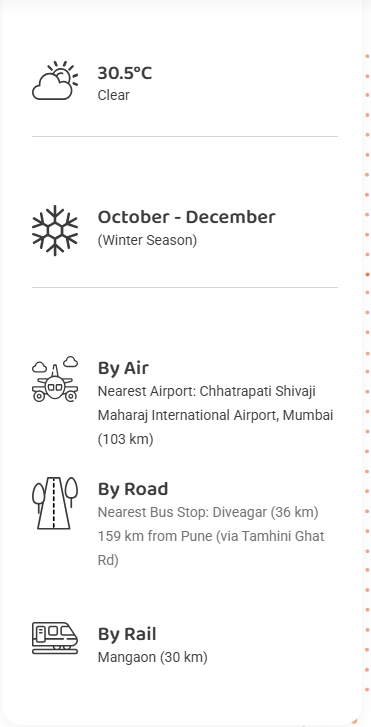 30.5°C
Clear
October - December
(Winter Season)
By Air
Nearest Airport: Chhatrapati Shivaji
Maharaj International Airport, Mumbai
(103 km)
By Road
Nearest Bus Stop: Diveagar (36 km)
159 km from Pune (via Tamhini Ghat
Rd)
By Rail
Mangaon (30 km)